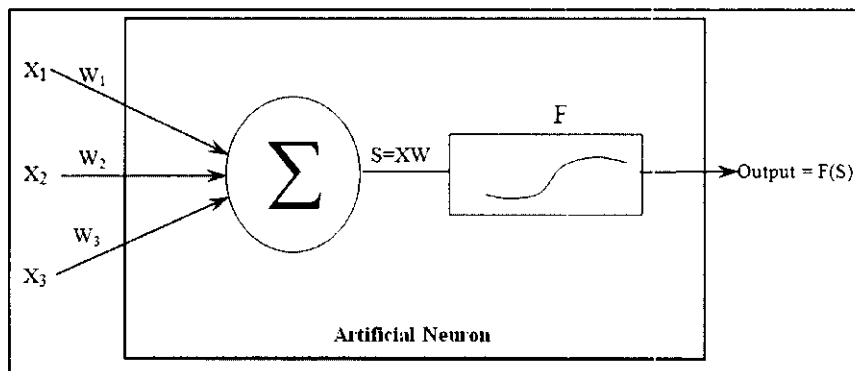 X1
W1
F
Σ
S=XW
X2
W2
Output = F(S)
W3
X3
Artificial Neuron